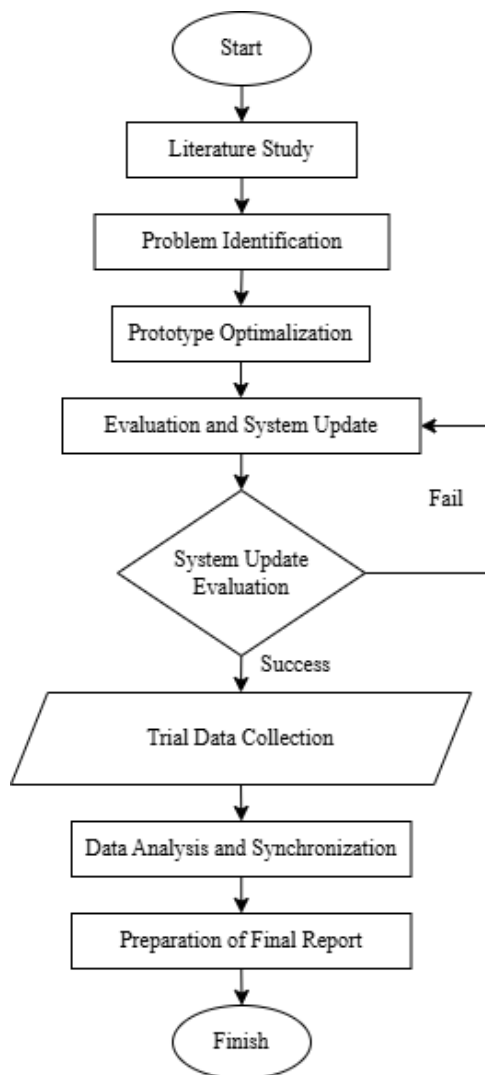 Start
Literature Study
Problem Identification
Prototype Optimalization
Evaluation and System Update
Fail
System Update
Evaluation
Success
Trial Data Collection
Data Analysis and Synchronization
Preparation of Final Report
Finish